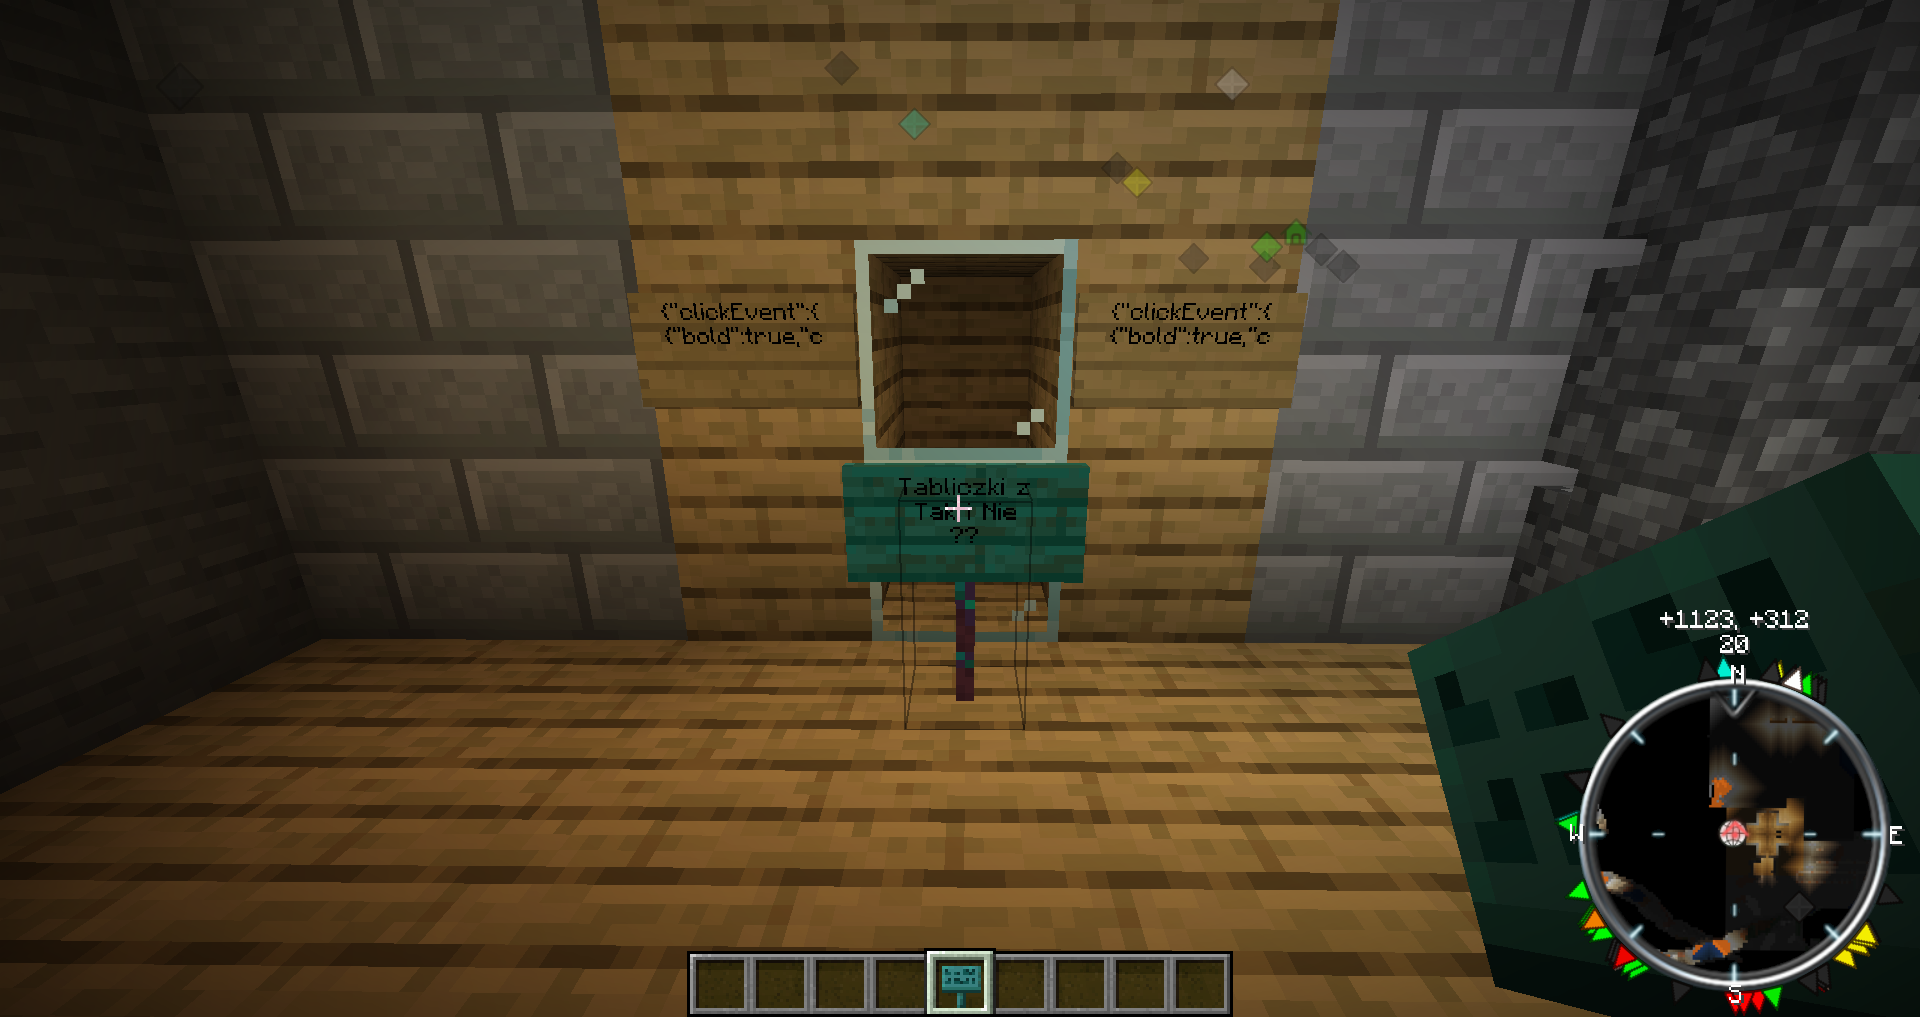 {"clickEvent":{
{"bold":true,"c
{"clickEvent":{
{"bold":true,"c
Tabliczki z
Tak i Nie
??
+1123, +312
20
N
W
E
S